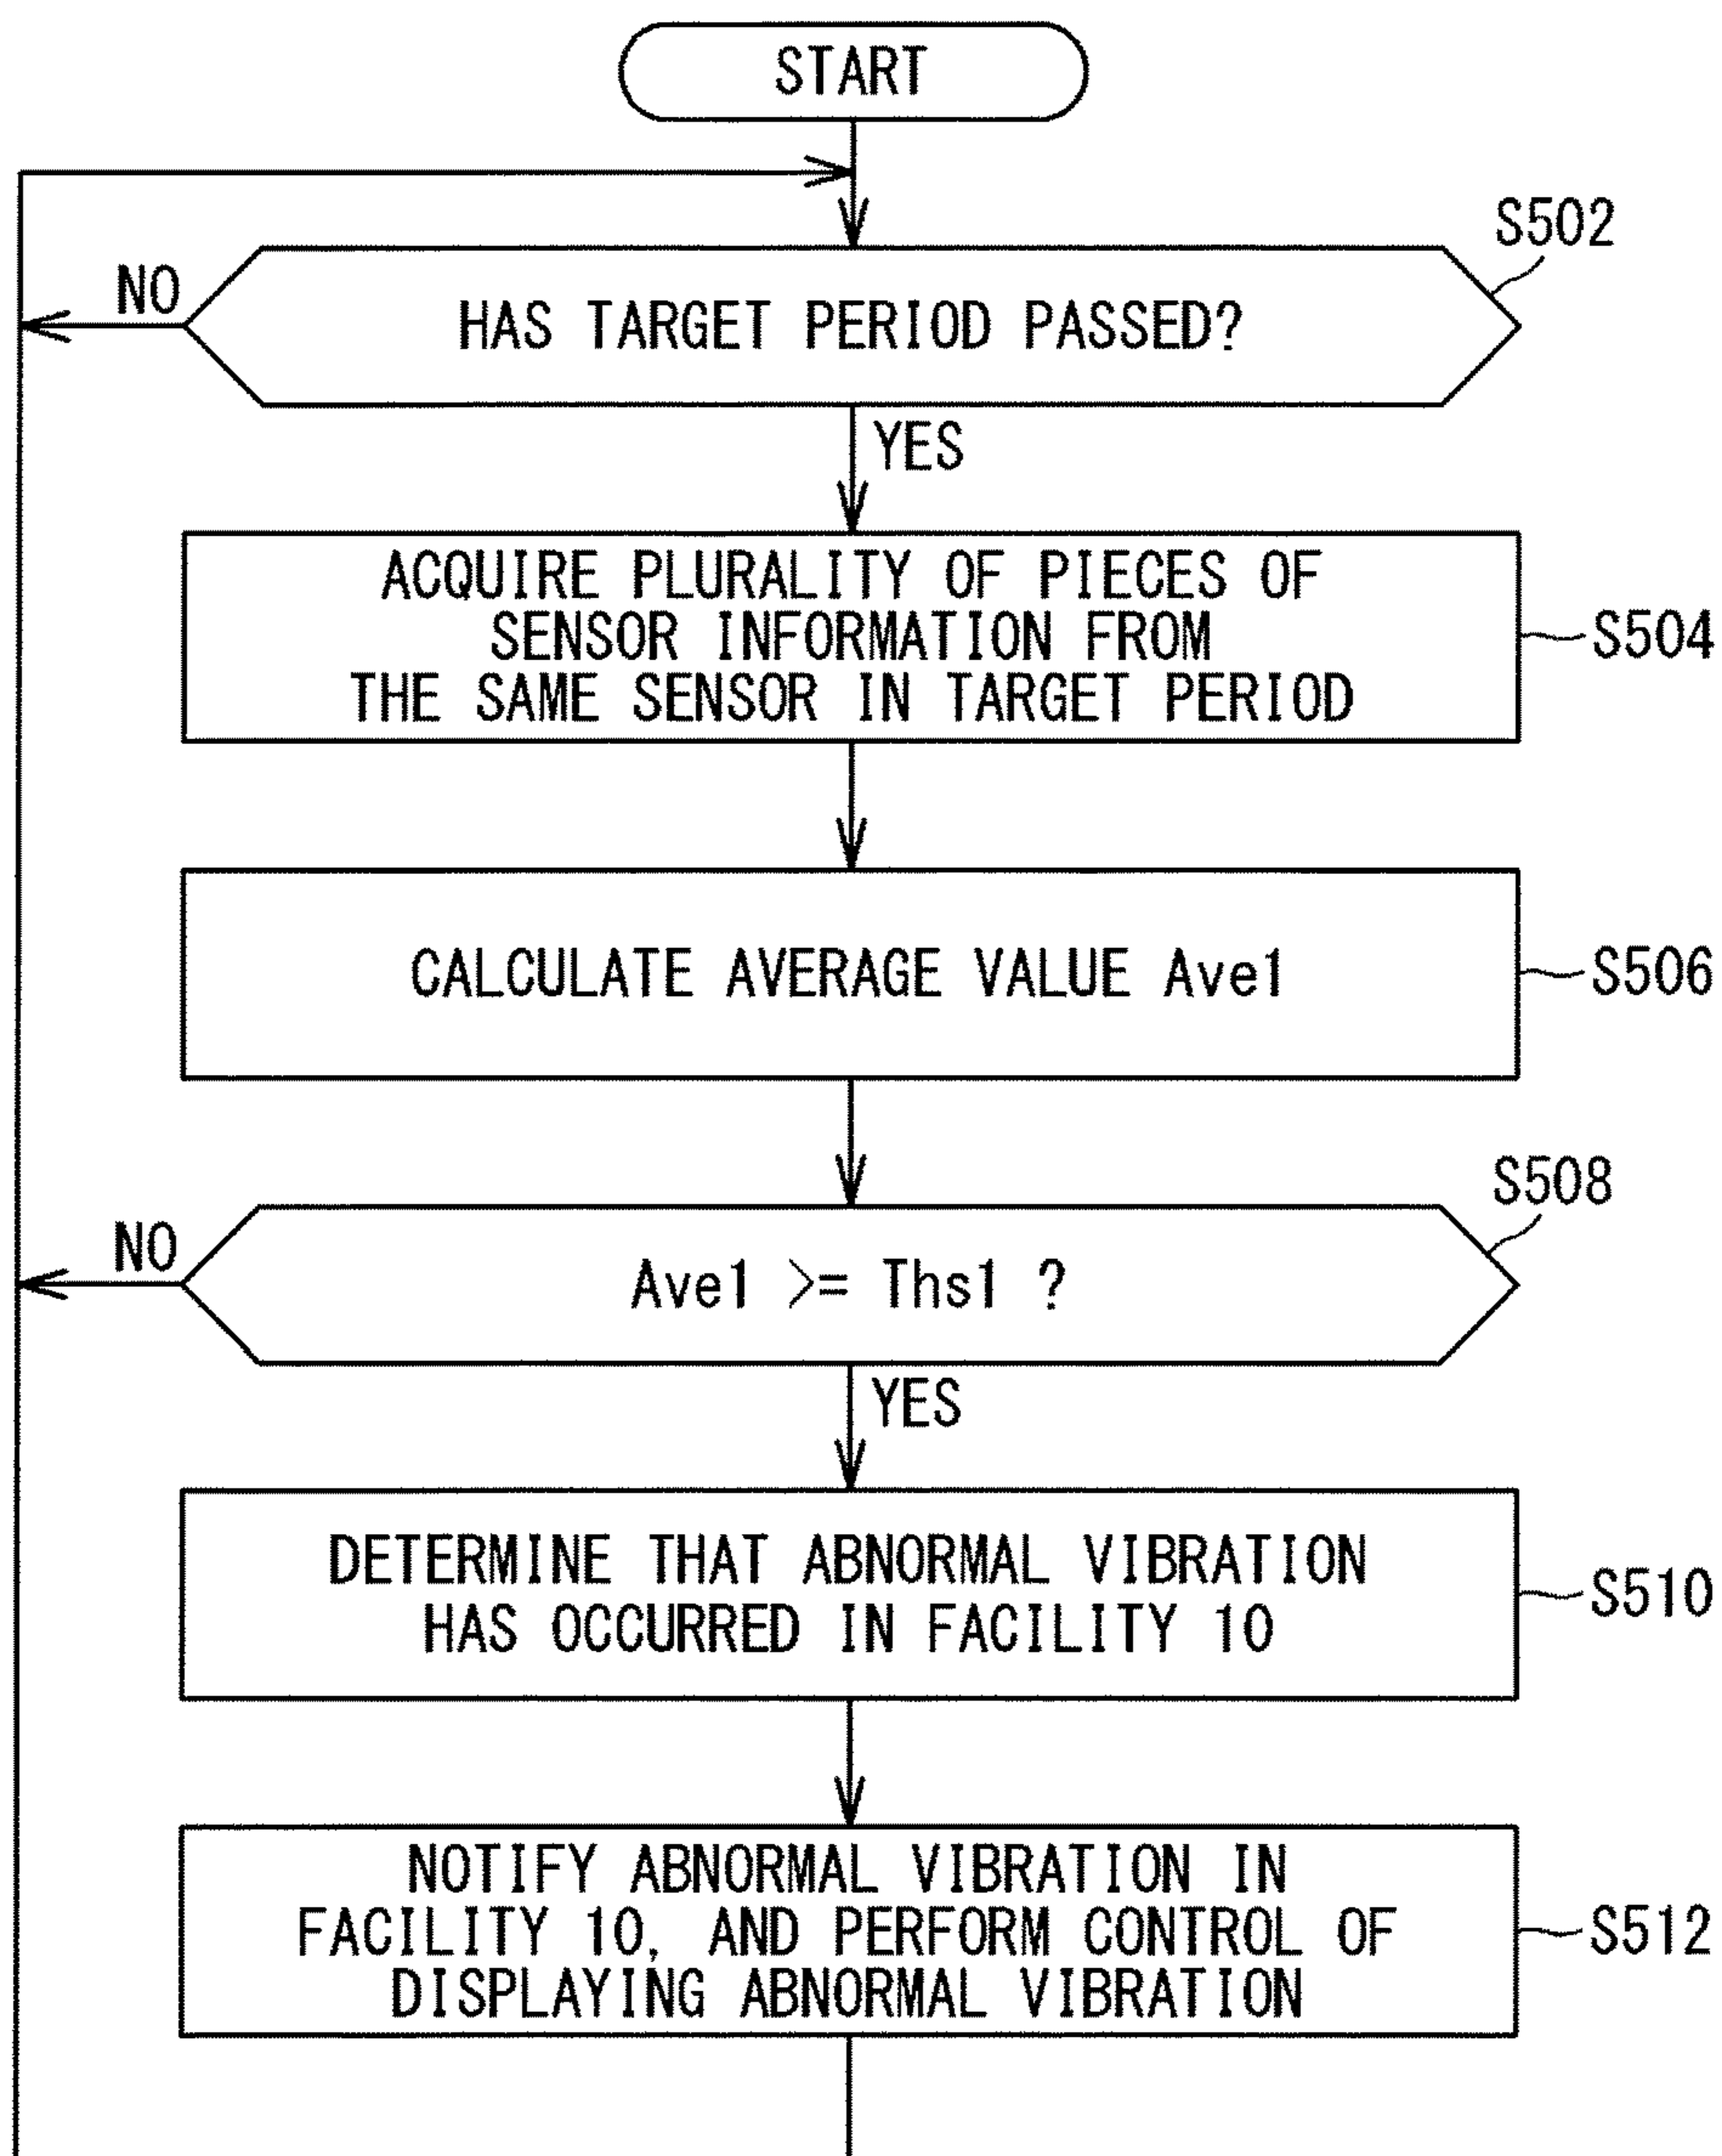 START
S502
NO
HAS TARGET PERIOD PASSED?
YES
ACQUIRE PLURALITY OF PIECES OF
SENSOR INFORMATION FROM
THE SAME SENSOR IN TARGET PERIOD
S504
CALCULATE AVERAGE VALUE Ave1
S506
S508
NO
Ave1 >= Ths1 ?
YES
DETERMINE THAT ABNORMAL VIBRATION
HAS OCCURRED IN FACILITY 10
S510
NOTIFY ABNORMAL VIBRATION IN
FACILITY 10, AND PERFORM CONTROL OF
DISPLAYING ABNORMAL VIBRATION
S512